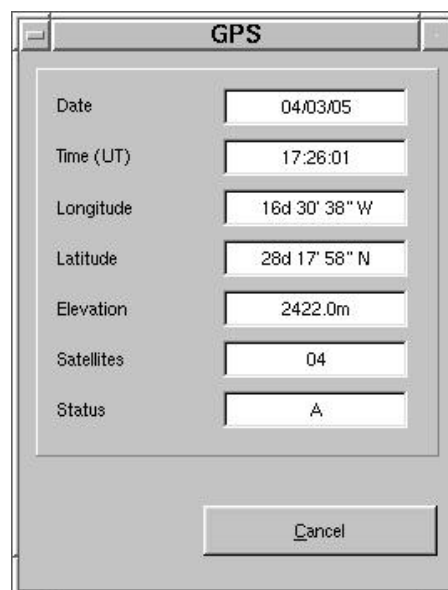 GPS
Date 04/03/05
Time (UT) 17:26:01
Longitude 16d 30' 38" W
Latitude 28d 17' 58" N
Elevation 2422.0m
Satellites 04
Status A
Cancel